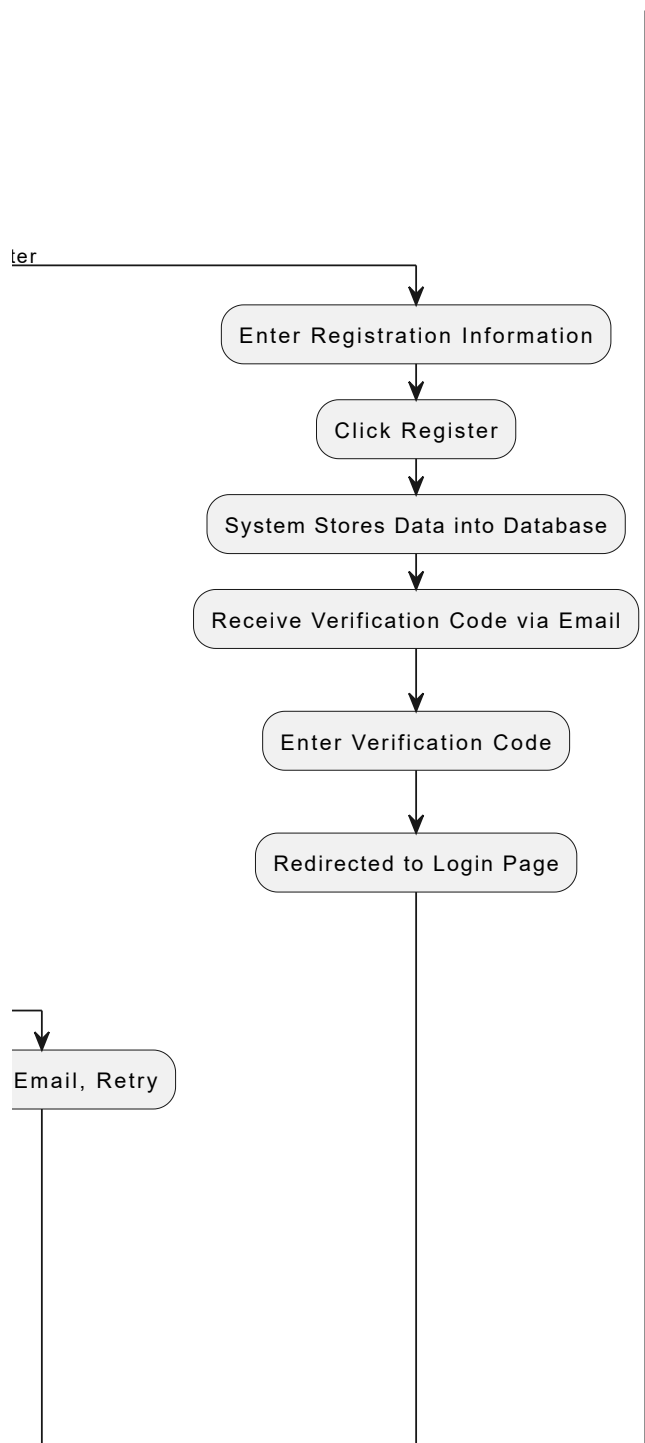 ter
Enter Registration Information
Click Register
System Stores Data into Database
Receive Verification Code via Email
Enter Verification Code
Redirected to Login Page
Email, Retry